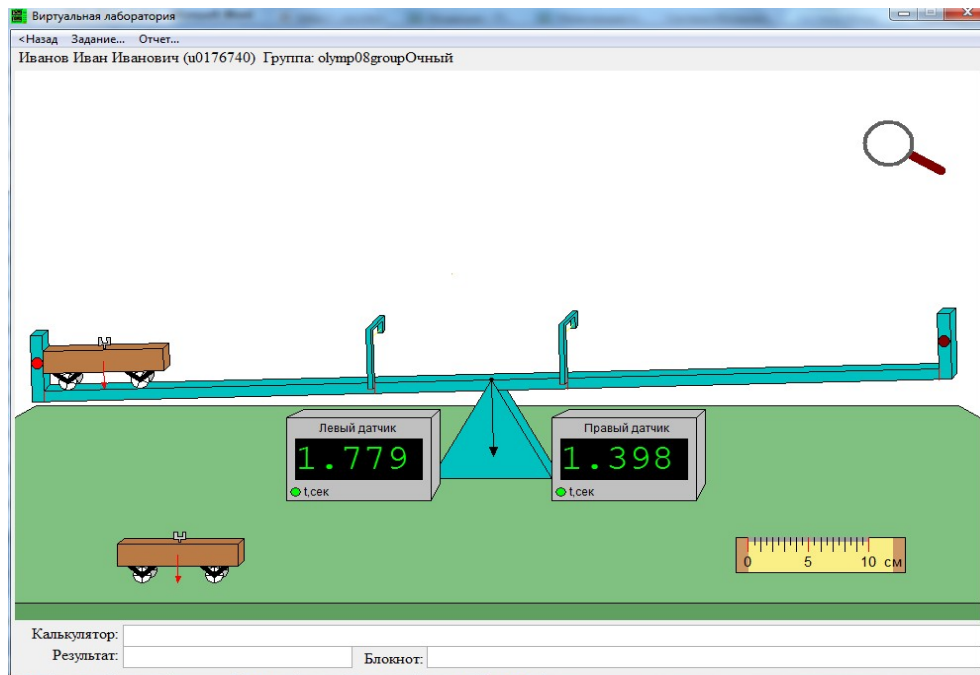 Виртуальная лаборатория
<Назад Задание... Отчет...
Иванов Иван Иванович (u0176740) Группа: olymp08groupОчный
Левый датчик Правый датчик
1.779 1.398
t,сек t,сек
0 5 10 см
Калькулятор:
Результат: Блокнот: